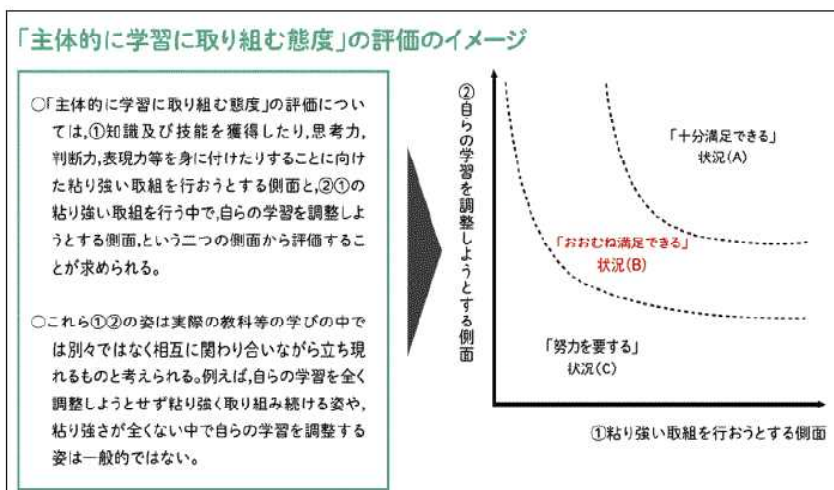 「主体的に学習に取り組む態度」の評価のイメージ
○「主体的に学習に取り組む態度」の評価につい
ては,①知識及び技能を獲得したり,思考力,
判断力,表現力等を身に付けたりすることに向け
た粘り強い取組を行おうとする側面と,②①の
粘り強い取組を行う中で,自らの学習を調整しよ
うとする側面,という二つの側面から評価するこ
とが求められる。
○これら①②の姿は実際の教科等の学びの中で
は別々ではなく相互に関わり合いながら立ち現
れるものと考えられる。例えば,自らの学習を全く
調整しようとせず粘り強く取り組み続ける姿や,
粘り強さが全くない中で自らの学習を調整する
姿は一般的ではない。
②自らの学習を調整しようとする側面
「十分満足できる」
状況(A)
「おおむね満足できる」
状況(B)
「努力を要する」
状況(C)
①粘り強い取組を行おうとする側面